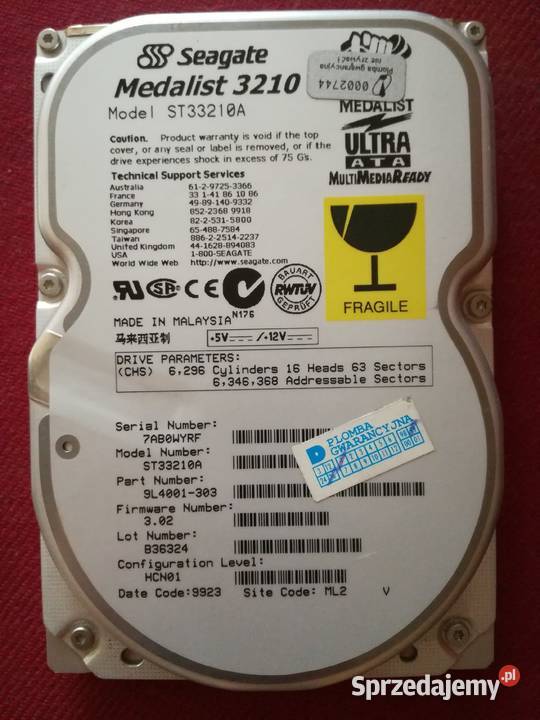 Seagate
Medalist 3210
Model ST33210A
Plomba gwarancyjna
nie zrywać!
0002744
MEDALIST
ULTRA
ATA
MULTIMEDIA READY
Caution. Product warranty is void if the top
cover, or any seal or label is removed, or if the
drive experiences shock in excess of 75 G's.
Technical Support Services
Australia 61-2-9725-3366
France 33 1-41 86 10 86
Germany 49-89-140-9332
Hong Kong 852-2368 9918
Korea 82-2-531-5800
Singapore 65-488-7584
Taiwan 886-2-2514-2237
United Kingdom 44-1628-894083
USA 1-800-SEAGATE
World Wide Web http://www.seagate.com
N176
BAUART
RWTÜV
GEPRÜFT
FRAGILE
MADE IN MALAYSIA
马来西亚制
+5V /+12V
DRIVE PARAMETERS:
(CHS) 6,296 Cylinders 16 Heads 63 Sectors
6,346,368 Addressable Sectors
Serial Number:
7AB0WYRF
Model Number:
ST33210A
Part Number:
9L4001-303
Firmware Number:
3.02
Lot Number:
B36324
Configuration Level:
HCN01
Date Code:9923 Site Code: ML2 V
PLOMBA
GWARANCYJNA
Sprzedajemy.pl